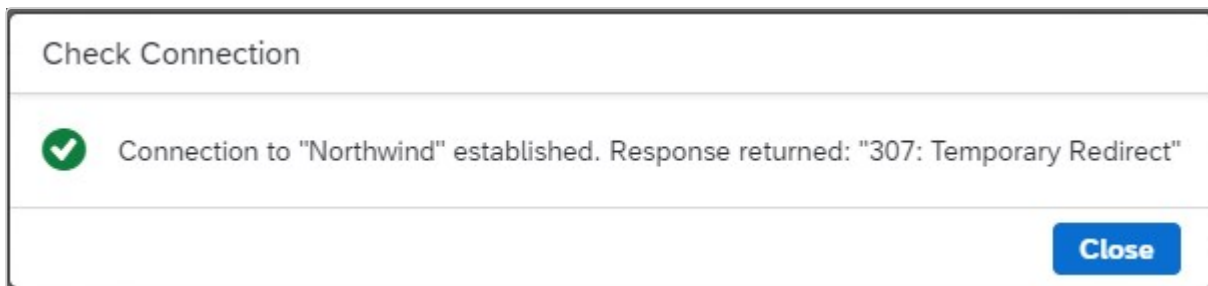 Check Connection
Connection to "Northwind" established. Response returned: "307: Temporary Redirect"
Close